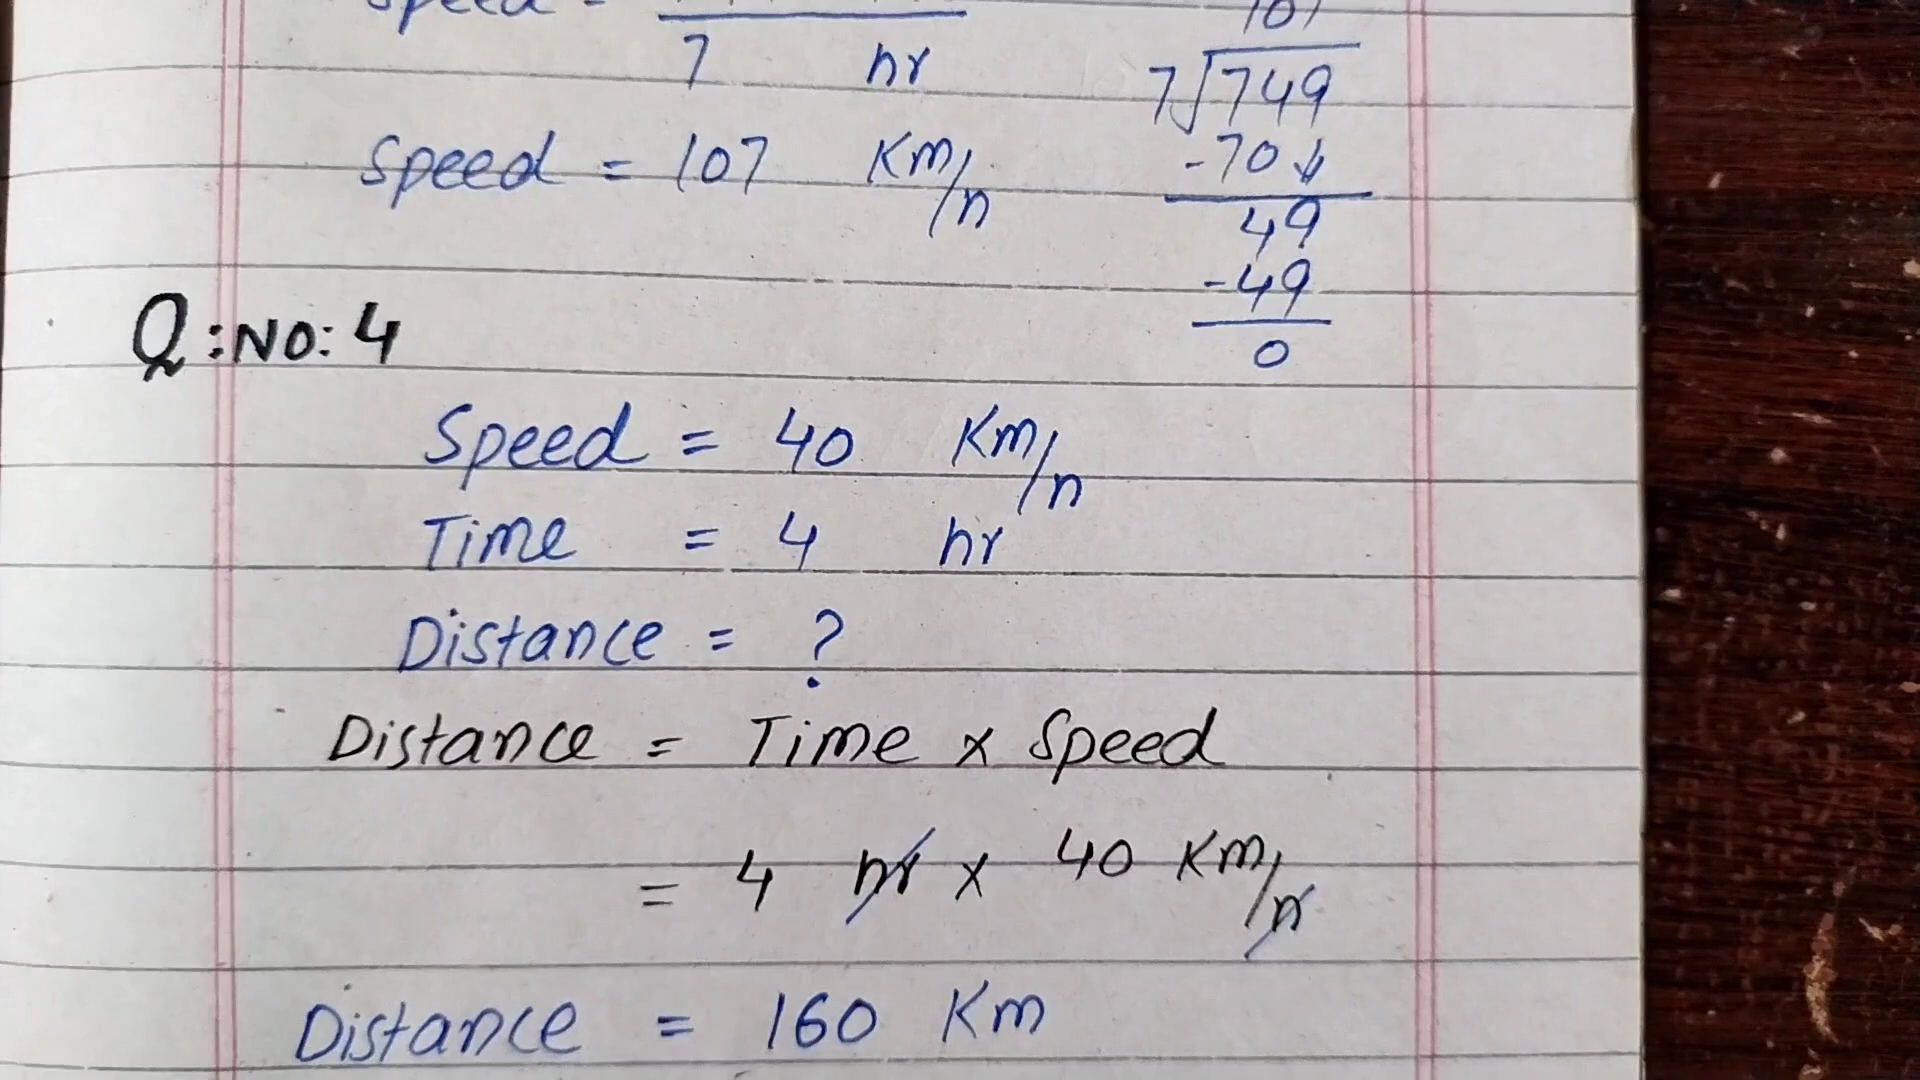 Speed =
7 hr
7√749
Speed = 107 Km/h
-70↓
49
-49
0
Q:NO:4
Speed = 40 Km/h
Time = 4 hr
Distance = ?
Distance = Time x Speed
= 4 hr x 40 Km/h
Distance = 160 Km